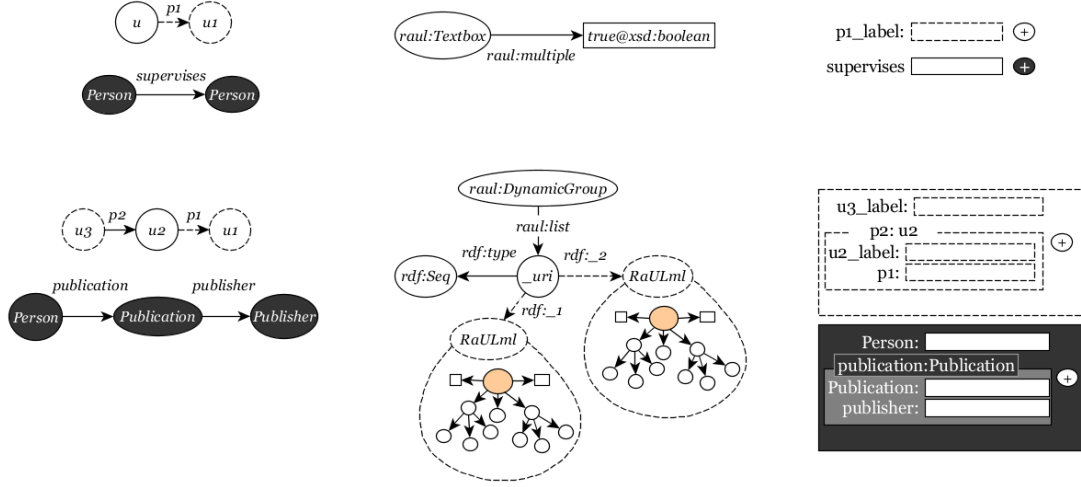 u p1 u1
supervises
Person Person
raul:Textbox true@xsd:boolean
raul:multiple
p1_label: +
supervises +
u3 p2 u2 p1 u1
publication publisher
Person Publication Publisher
raul:DynamicGroup
raul:list
rdf:type rdf:_2
rdf:Seq _uri RaULml
rdf:_1
RaULml
u3_label:
p2: u2
+
u2_label:
p1:
Person:
publication:Publication
+
Publication:
publisher: